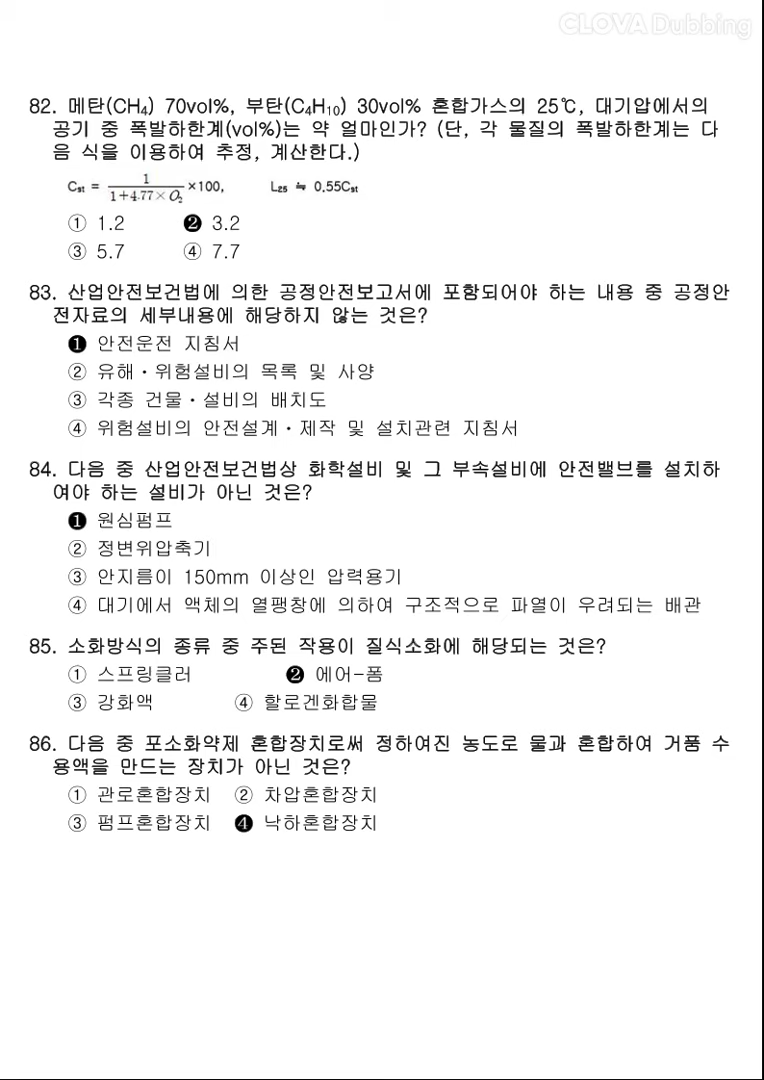 CLOVA Dubbing
82. 메탄(CH₄) 70vol%, 부탄(C₄H₁₀) 30vol% 혼합가스의 25℃, 대기압에서의
공기 중 폭발하한계(vol%)는 약 얼마인가? (단, 각 물질의 폭발하한계는 다
음 식을 이용하여 추정, 계산한다.)
Cst = 1/(1+4.77×O₂) ×100, L25 ≒ 0.55Cst
① 1.2 ❷ 3.2
③ 5.7 ④ 7.7
83. 산업안전보건법에 의한 공정안전보고서에 포함되어야 하는 내용 중 공정안
전자료의 세부내용에 해당하지 않는 것은?
❶ 안전운전 지침서
② 유해・위험설비의 목록 및 사양
③ 각종 건물・설비의 배치도
④ 위험설비의 안전설계・제작 및 설치관련 지침서
84. 다음 중 산업안전보건법상 화학설비 및 그 부속설비에 안전밸브를 설치하
여야 하는 설비가 아닌 것은?
❶ 원심펌프
② 정변위압축기
③ 안지름이 150mm 이상인 압력용기
④ 대기에서 액체의 열팽창에 의하여 구조적으로 파열이 우려되는 배관
85. 소화방식의 종류 중 주된 작용이 질식소화에 해당되는 것은?
① 스프링클러 ❷ 에어-폼
③ 강화액 ④ 할로겐화합물
86. 다음 중 포소화약제 혼합장치로써 정하여진 농도로 물과 혼합하여 거품 수
용액을 만드는 장치가 아닌 것은?
① 관로혼합장치 ② 차압혼합장치
③ 펌프혼합장치 ❹ 낙하혼합장치